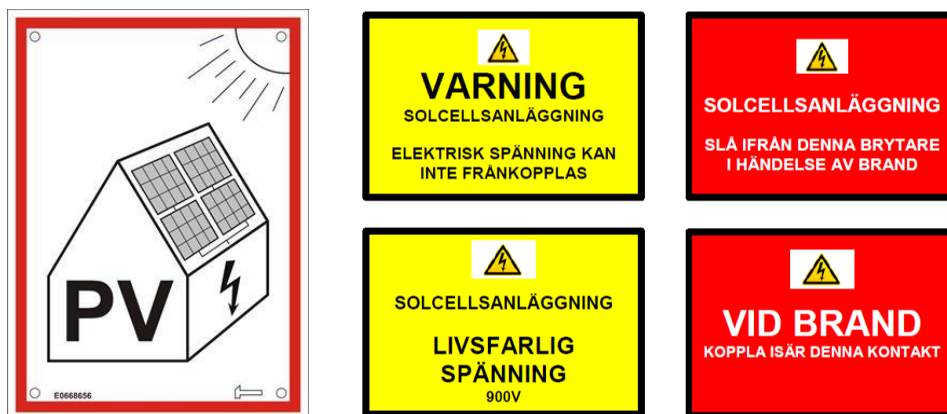 PV
E0668656
VARNING
SOLCELLSANLÄGGNING
ELEKTRISK SPÄNNING KAN
INTE FRÅNKOPPLAS
SOLCELLSANLÄGGNING
SLÅ IFRÅN DENNA BRYTARE
I HÄNDELSE AV BRAND
SOLCELLSANLÄGGNING
LIVSFARLIG
SPÄNNING
900V
VID BRAND
KOPPLA ISÄR DENNA KONTAKT